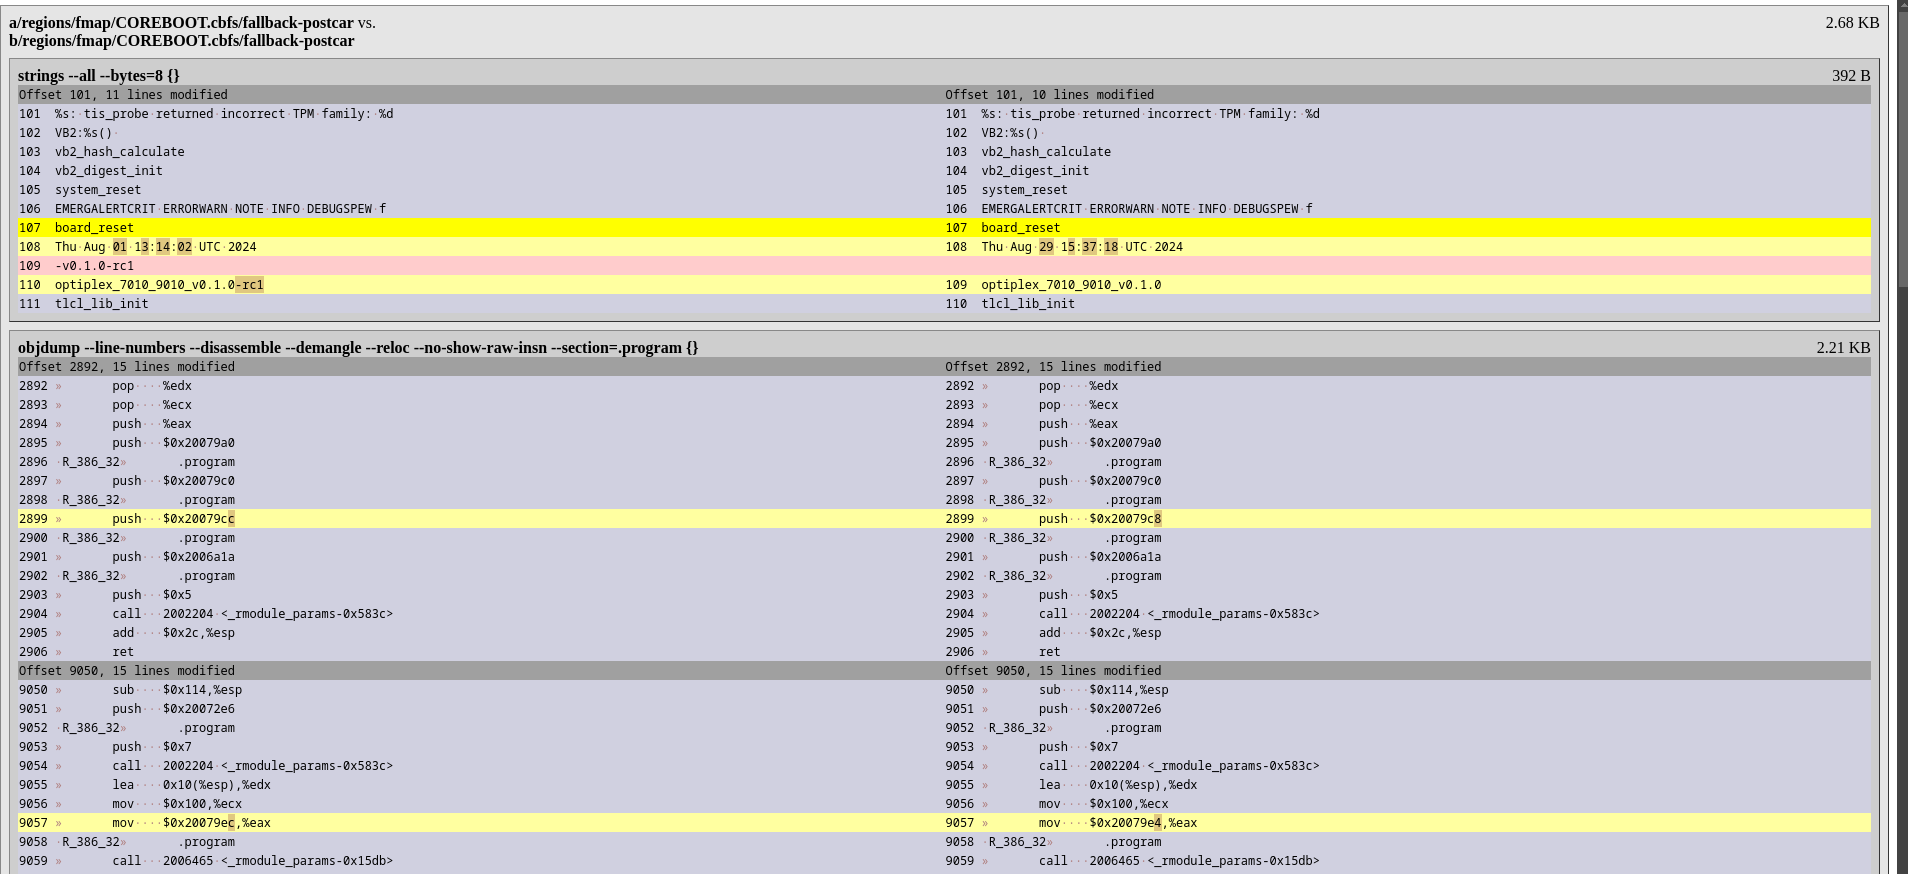 a/regions/fmap/COREBOOT.cbfs/fallback-postcar vs. 2.68 KB
b/regions/fmap/COREBOOT.cbfs/fallback-postcar
strings --all --bytes=8 {} 392 B
Offset 101, 11 lines modified Offset 101, 10 lines modified
101 %s:·tis_probe·returned·incorrect·TPM·family:·%d 101 %s:·tis_probe·returned·incorrect·TPM·family:·%d
102 VB2:%s()· 102 VB2:%s()·
103 vb2_hash_calculate 103 vb2_hash_calculate
104 vb2_digest_init 104 vb2_digest_init
105 system_reset 105 system_reset
106 EMERGALERTCRIT·ERRORWARN·NOTE·INFO·DEBUGSPEW·f 106 EMERGALERTCRIT·ERRORWARN·NOTE·INFO·DEBUGSPEW·f
107 board_reset 107 board_reset
108 Thu·Aug·01·13:14:02·UTC·2024 108 Thu·Aug·29·15:37:18·UTC·2024
109 -v0.1.0-rc1
110 optiplex_7010_9010_v0.1.0-rc1 109 optiplex_7010_9010_v0.1.0
111 tlcl_lib_init 110 tlcl_lib_init
objdump --line-numbers --disassemble --demangle --reloc --no-show-raw-insn --section=.program {} 2.21 KB
Offset 2892, 15 lines modified Offset 2892, 15 lines modified
2892 » pop····%edx 2892 » pop····%edx
2893 » pop····%ecx 2893 » pop····%ecx
2894 » push···%eax 2894 » push···%eax
2895 » push···$0x20079a0 2895 » push···$0x20079a0
2896 ·R_386_32» .program 2896 ·R_386_32» .program
2897 » push···$0x20079c0 2897 » push···$0x20079c0
2898 ·R_386_32» .program 2898 ·R_386_32» .program
2899 » push···$0x20079cc 2899 » push···$0x20079c8
2900 ·R_386_32» .program 2900 ·R_386_32» .program
2901 » push···$0x2006a1a 2901 » push···$0x2006a1a
2902 ·R_386_32» .program 2902 ·R_386_32» .program
2903 » push···$0x5 2903 » push···$0x5
2904 » call···2002204·<_rmodule_params-0x583c> 2904 » call···2002204·<_rmodule_params-0x583c>
2905 » add····$0x2c,%esp 2905 » add····$0x2c,%esp
2906 » ret 2906 » ret
Offset 9050, 15 lines modified Offset 9050, 15 lines modified
9050 » sub····$0x114,%esp 9050 » sub····$0x114,%esp
9051 » push···$0x20072e6 9051 » push···$0x20072e6
9052 ·R_386_32» .program 9052 ·R_386_32» .program
9053 » push···$0x7 9053 » push···$0x7
9054 » call···2002204·<_rmodule_params-0x583c> 9054 » call···2002204·<_rmodule_params-0x583c>
9055 » lea····0x10(%esp),%edx 9055 » lea····0x10(%esp),%edx
9056 » mov····$0x100,%ecx 9056 » mov····$0x100,%ecx
9057 » mov····$0x20079ec,%eax 9057 » mov····$0x20079e4,%eax
9058 ·R_386_32» .program 9058 ·R_386_32» .program
9059 » call···2006465·<_rmodule_params-0x15db> 9059 » call···2006465·<_rmodule_params-0x15db>